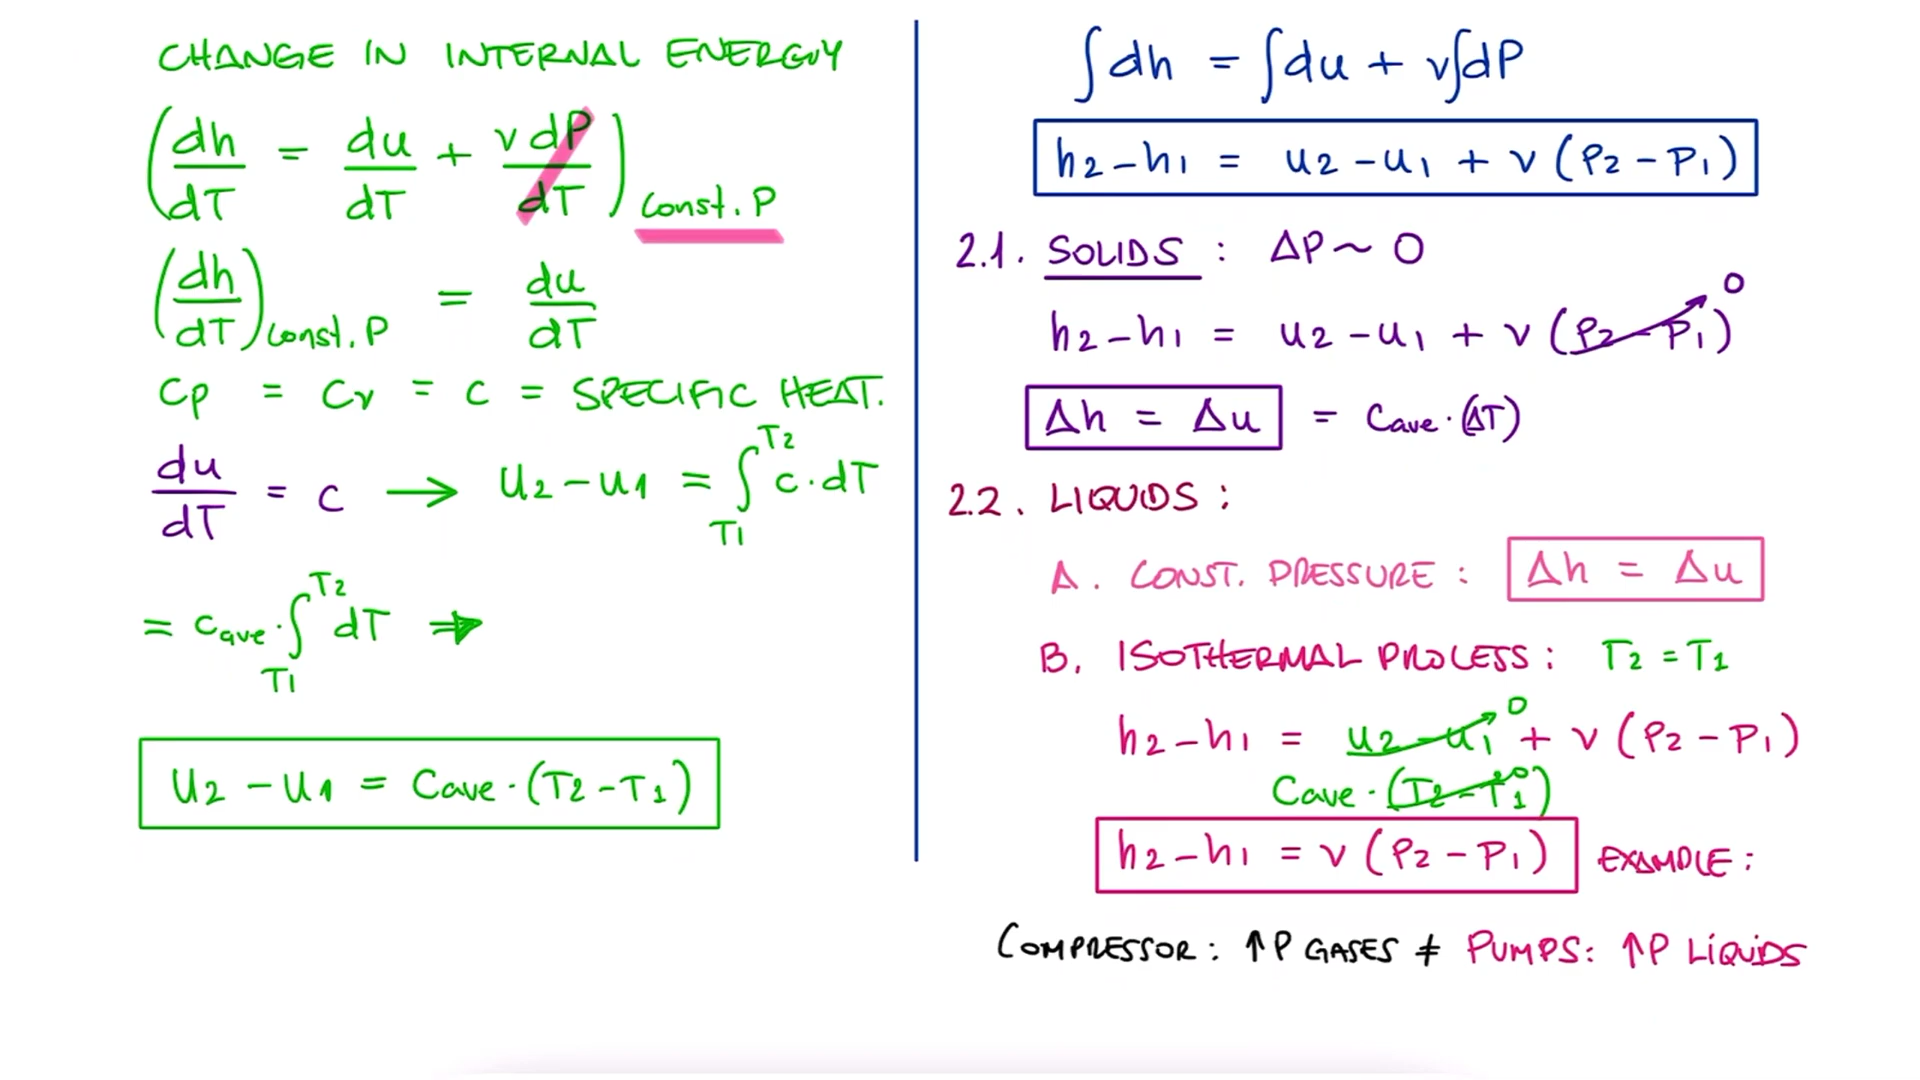 CHANGE IN INTERNAL ENERGY
(dh/dT = du/dT + v dP/dT) const. P
(dh/dT) const. P = du/dT
Cp = Cv = C = SPECIFIC HEAT.
du/dT = C → U2 - U1 = ∫T1^T2 C · dT
= Cave · ∫T1^T2 dT ⇒
U2 - U1 = Cave · (T2 - T1)
∫dh = ∫du + v∫dP
h2 - h1 = U2 - U1 + v (P2 - P1)
2.1. SOLIDS : ΔP ~ 0
h2 - h1 = U2 - U1 + v (P2 - P1) 0
Δh = Δu = Cave · (ΔT)
2.2. LIQUIDS :
A. CONST. PRESSURE : Δh = Δu
B. ISOTHERMAL PROCESS : T2 = T1
h2 - h1 = U2 - U1 0 + v (P2 - P1)
Cave · (T2 - T1) 0
h2 - h1 = v (P2 - P1) EXAMPLE :
COMPRESSOR : ↑P GASES ≠ PUMPS: ↑P LIQUIDS